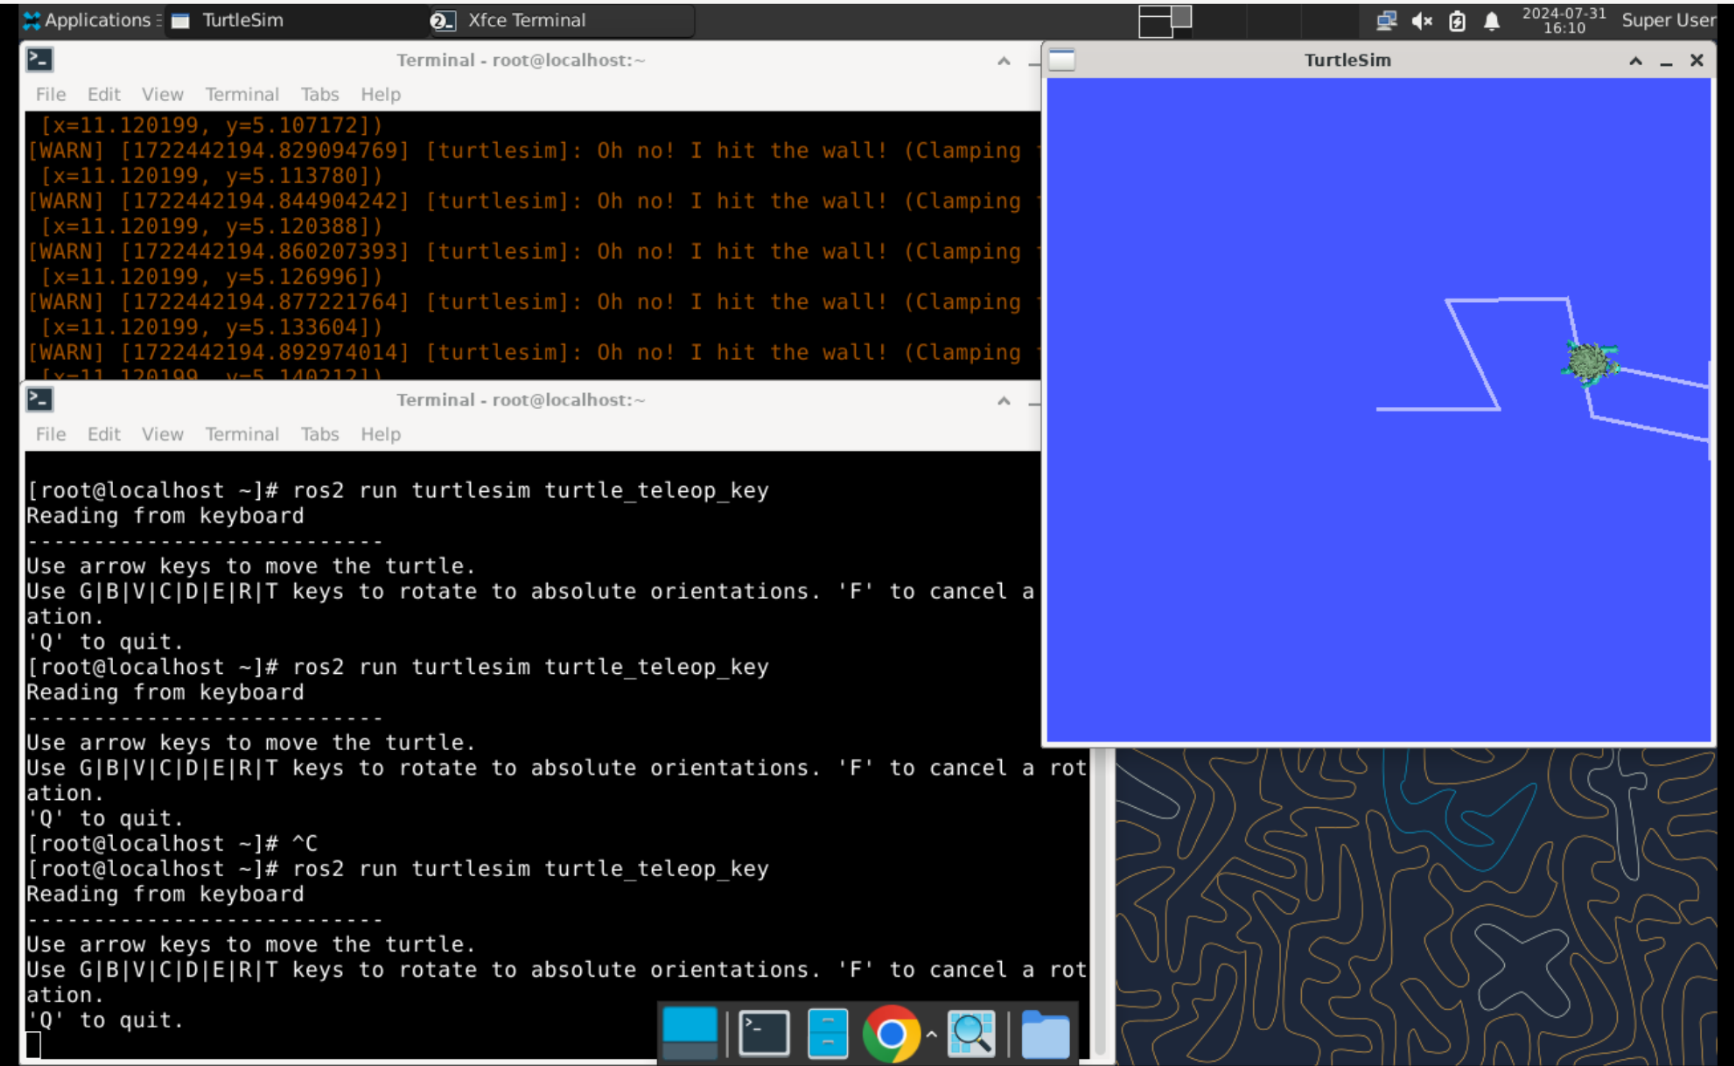 Applications
TurtleSim
Xfce Terminal
2024-07-31
16:10
Super User
Terminal - root@localhost:~
File Edit View Terminal Tabs Help
[x=11.120199, y=5.107172])
[WARN] [1722442194.829094769] [turtlesim]: Oh no! I hit the wall! (Clamping
[x=11.120199, y=5.113780])
[WARN] [1722442194.844904242] [turtlesim]: Oh no! I hit the wall! (Clamping
[x=11.120199, y=5.120388])
[WARN] [1722442194.860207393] [turtlesim]: Oh no! I hit the wall! (Clamping
[x=11.120199, y=5.126996])
[WARN] [1722442194.877221764] [turtlesim]: Oh no! I hit the wall! (Clamping
[x=11.120199, y=5.133604])
[WARN] [1722442194.892974014] [turtlesim]: Oh no! I hit the wall! (Clamping
[x=11.120199, y=5.140212])
Terminal - root@localhost:~
File Edit View Terminal Tabs Help
[root@localhost ~]# ros2 run turtlesim turtle_teleop_key
Reading from keyboard
---------------------------
Use arrow keys to move the turtle.
Use G|B|V|C|D|E|R|T keys to rotate to absolute orientations. 'F' to cancel a
ation.
'Q' to quit.
[root@localhost ~]# ros2 run turtlesim turtle_teleop_key
Reading from keyboard
---------------------------
Use arrow keys to move the turtle.
Use G|B|V|C|D|E|R|T keys to rotate to absolute orientations. 'F' to cancel a rot
ation.
'Q' to quit.
[root@localhost ~]# ^C
[root@localhost ~]# ros2 run turtlesim turtle_teleop_key
Reading from keyboard
---------------------------
Use arrow keys to move the turtle.
Use G|B|V|C|D|E|R|T keys to rotate to absolute orientations. 'F' to cancel a rot
ation.
'Q' to quit.
TurtleSim